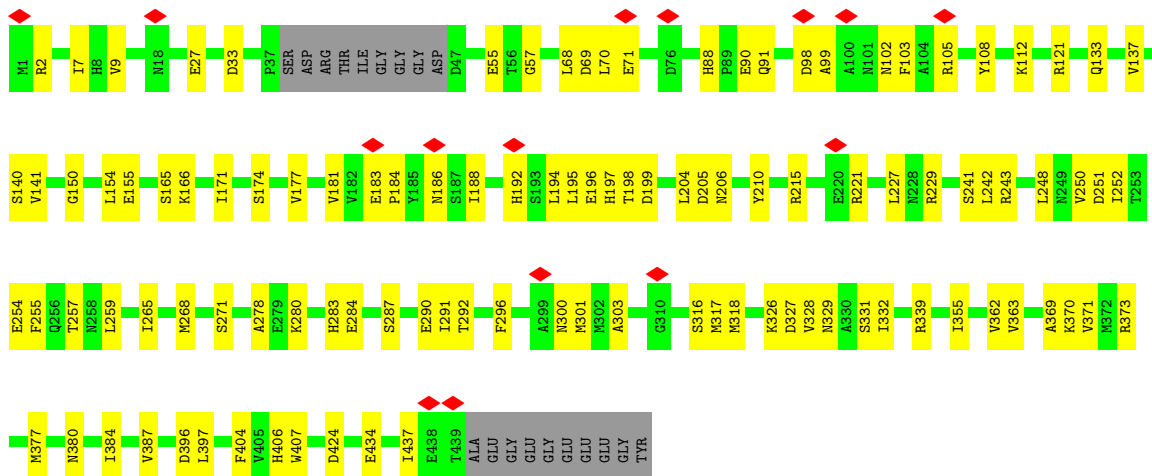 M1 R2 I7 H8 V9 N18 E27 D33 P37 SER ASP ARG THR ILE GLY GLY GLY ASP D47 E55 T56 G57 L68 D69 L70 E71 D76 H88 P89 E90 Q91 D98 A99 A100 N101 N102 F103 A104 R105 Y108 K112 R121 Q133 V137
S140 V141 G150 L154 E155 S165 K166 I171 S174 V177 V181 V182 E183 P184 Y185 N186 S187 I188 H192 S193 L194 L195 E196 H197 T198 D199 L204 D205 N206 Y210 R215 E220 R221 L227 N228 R229 S241 L242 R243 L248 N249 V250 D251 I252 T253
E254 F255 Q256 T257 N258 L259 I265 M268 S271 A278 E279 K280 H283 E284 S287 E290 I291 T292 F296 A299 N300 M301 M302 A303 G310 S316 M317 M318 K326 D327 V328 N329 A330 S331 I332 R339 I355 V362 V363 A369 K370 V371 M372 R373
M377 N380 I384 V387 D396 L397 F404 V405 H406 W407 D424 E434 I437 E438 T439 ALA GLU GLY GLU GLY GLU GLU GLU GLY TYR